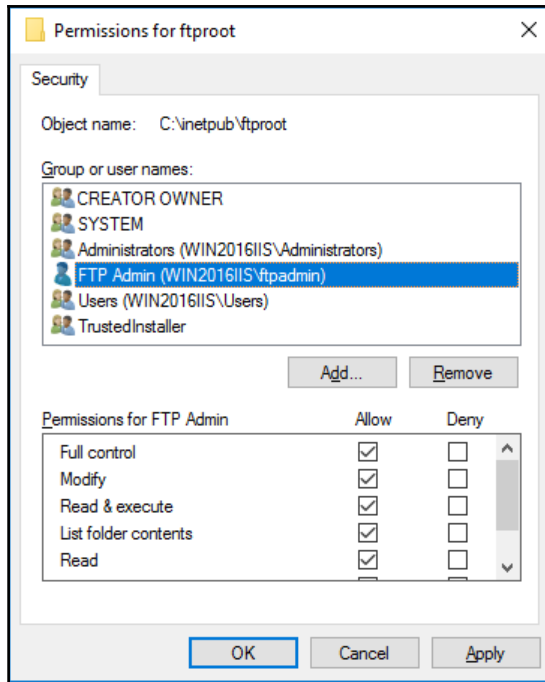 Permissions for ftproot
Security
Object name: C:\inetpub\ftproot
Group or user names:
CREATOR OWNER
SYSTEM
Administrators (WIN2016IIS\Administrators)
FTP Admin (WIN2016IIS\ftpadmin)
Users (WIN2016IIS\Users)
TrustedInstaller
Add... Remove
Permissions for FTP Admin Allow Deny
Full control
Modify
Read & execute
List folder contents
Read
OK Cancel Apply